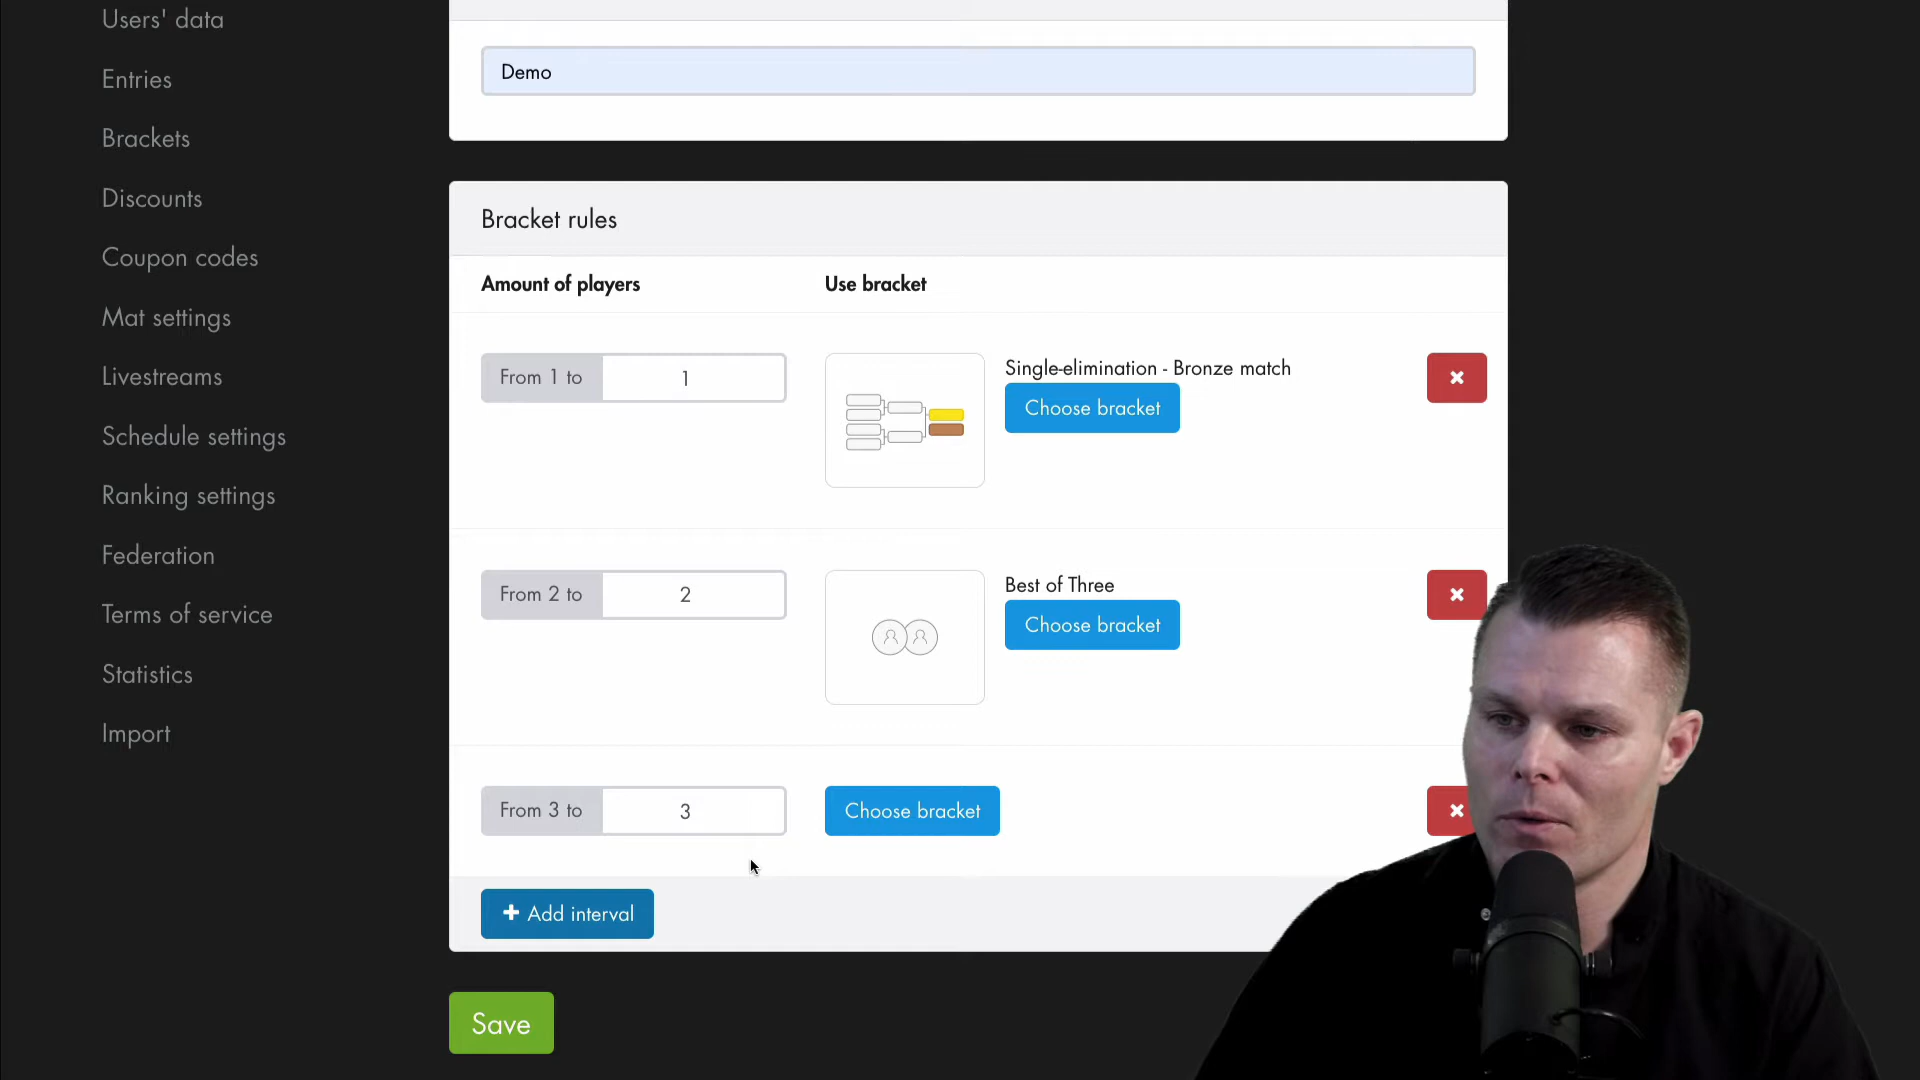 Users' data
Entries
Brackets
Discounts
Coupon codes
Mat settings
Livestreams
Schedule settings
Ranking settings
Federation
Terms of service
Statistics
Import
Demo
Bracket rules
Amount of players Use bracket
From 1 to 1
Single-elimination - Bronze match
Choose bracket
From 2 to 2
Best of Three
Choose bracket
From 3 to 3
Choose bracket
Add interval
Save